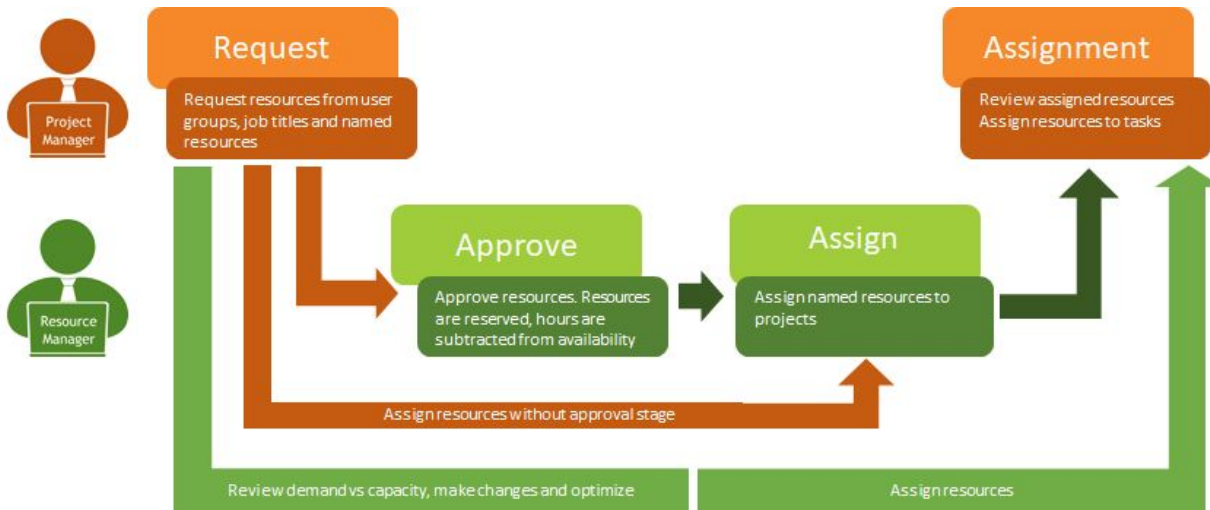 Request
Request resources from user
groups, job titles and named
resources
Project
Manager
Assignment
Review assigned resources
Assign resources to tasks
Resource
Manager
Approve
Approve resources. Resources
are reserved, hours are
subtracted from availability
Assign
Assign named resources to
projects
Assign resources without approval stage
Review demand vs capacity, make changes and optimize
Assign resources